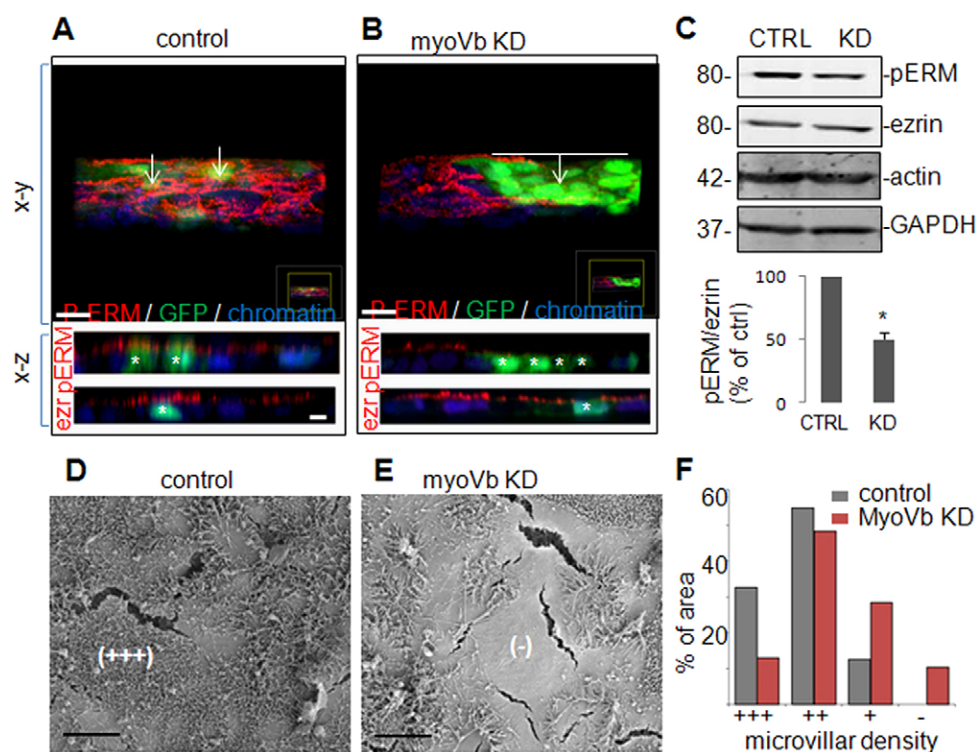 A
control
B
myoVb KD
x-y
P-ERM / GFP / chromatin
P-ERM / GFP / chromatin
x-z
ezr pERM
* *
*
ezr pERM
* * * *
*
C
CTRL KD
80- -pERM
80- -ezrin
42- -actin
37- -GAPDH
pERM/ezrin
(% of ctrl)
100
50
0
*
CTRL KD
D
control
(+++)
E
myoVb KD
(-)
F
control
MyoVb KD
% of area
60
40
20
+++ ++ + -
microvillar density